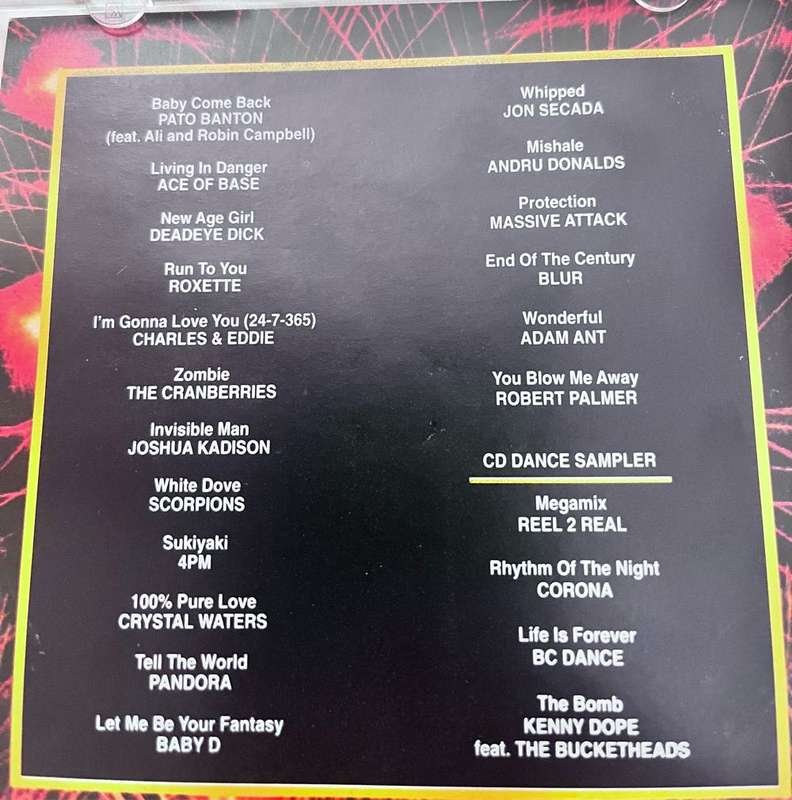 Baby Come Back
PATO BANTON
(feat. Ali and Robin Campbell)
Living In Danger
ACE OF BASE
New Age Girl
DEADEYE DICK
Run To You
ROXETTE
I'm Gonna Love You (24-7-365)
CHARLES & EDDIE
Zombie
THE CRANBERRIES
Invisible Man
JOSHUA KADISON
White Dove
SCORPIONS
Sukiyaki
4PM
100% Pure Love
CRYSTAL WATERS
Tell The World
PANDORA
Let Me Be Your Fantasy
BABY D
Whipped
JON SECADA
Mishale
ANDRU DONALDS
Protection
MASSIVE ATTACK
End Of The Century
BLUR
Wonderful
ADAM ANT
You Blow Me Away
ROBERT PALMER
CD DANCE SAMPLER
Megamix
REEL 2 REAL
Rhythm Of The Night
CORONA
Life Is Forever
BC DANCE
The Bomb
KENNY DOPE
feat. THE BUCKETHEADS